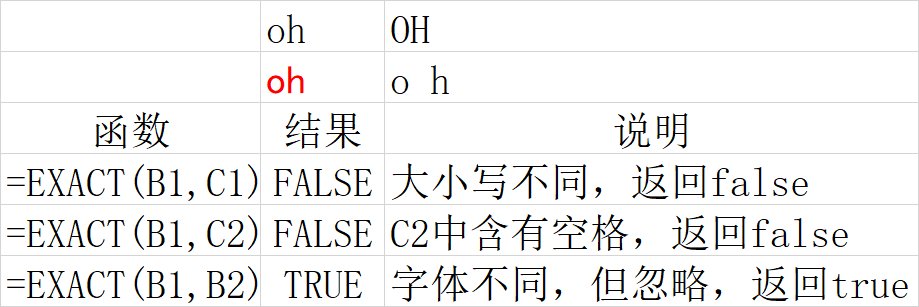 oh OH
oh o h
函数 结果 说明
=EXACT(B1,C1) FALSE 大小写不同，返回false
=EXACT(B1,C2) FALSE C2中含有空格，返回false
=EXACT(B1,B2) TRUE 字体不同，但忽略，返回true